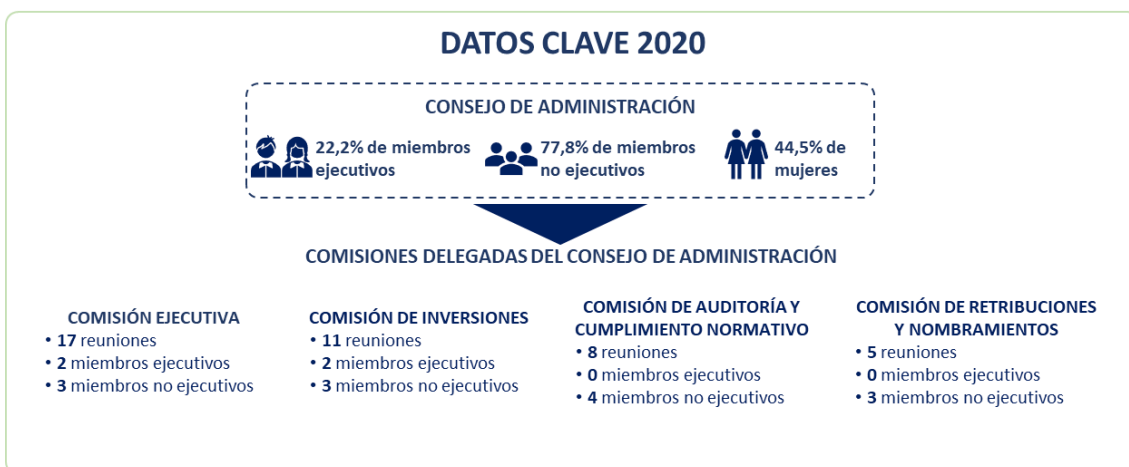 DATOS CLAVE 2020
CONSEJO DE ADMINISTRACIÓN
22,2% de miembros
ejecutivos
77,8% de miembros
no ejecutivos
44,5% de
mujeres
COMISIONES DELEGADAS DEL CONSEJO DE ADMINISTRACIÓN
COMISIÓN EJECUTIVA
• 17 reuniones
• 2 miembros ejecutivos
• 3 miembros no ejecutivos
COMISIÓN DE INVERSIONES
• 11 reuniones
• 2 miembros ejecutivos
• 3 miembros no ejecutivos
COMISIÓN DE AUDITORÍA Y
CUMPLIMIENTO NORMATIVO
• 8 reuniones
• 0 miembros ejecutivos
• 4 miembros no ejecutivos
COMISIÓN DE RETRIBUCIONES
Y NOMBRAMIENTOS
• 5 reuniones
• 0 miembros ejecutivos
• 3 miembros no ejecutivos